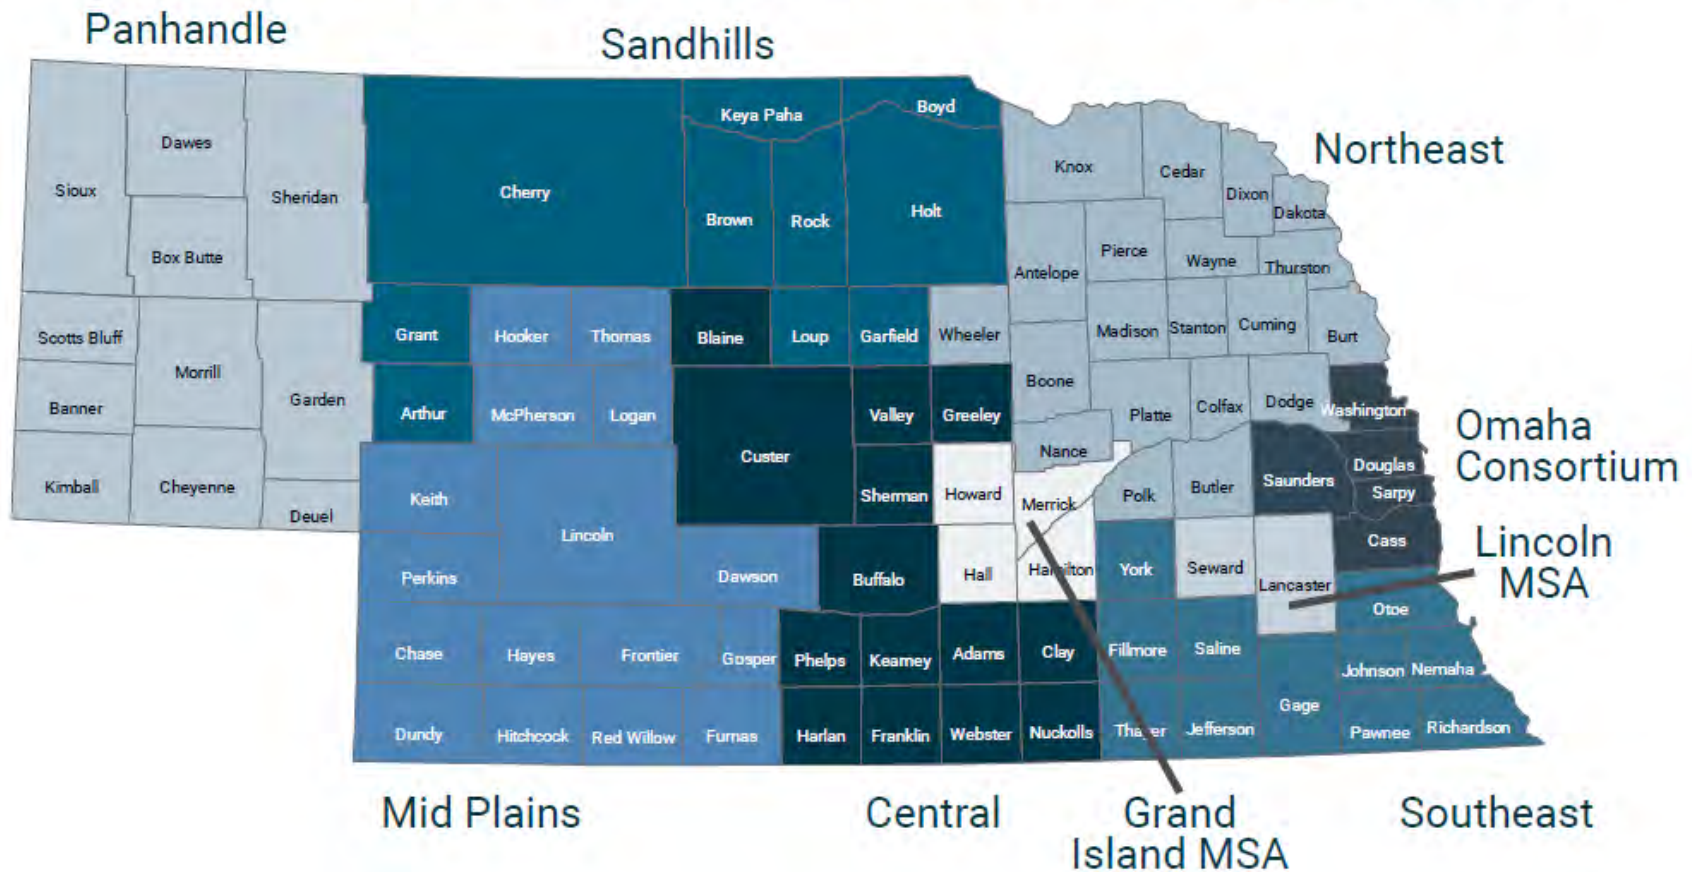 Panhandle
Sandhills
Northeast
Keya Paha
Boyd
Dawes
Sioux
Sheridan
Cherry
Brown
Rock
Holt
Knox
Cedar
Dixon
Dakota
Box Butte
Antelope
Pierce
Wayne
Thurston
Scotts Bluff
Morrill
Garden
Grant
Hooker
Thomas
Blaine
Loup
Garfield
Wheeler
Madison
Stanton
Cuming
Burt
Banner
Arthur
McPherson
Logan
Custer
Valley
Greeley
Boone
Platte
Colfax
Dodge
Washington
Omaha
Consortium
Nance
Kimball
Cheyenne
Deuel
Keith
Lincoln
Sherman
Howard
Merrick
Polk
Butler
Saunders
Douglas
Sarpy
Cass
Lincoln
MSA
Perkins
Dawson
Buffalo
Hall
Hamilton
York
Seward
Lancaster
Otoe
Chase
Hayes
Frontier
Gosper
Phelps
Kearney
Adams
Clay
Fillmore
Saline
Johnson
Nemaha
Gage
Dundy
Hitchcock
Red Willow
Furnas
Harlan
Franklin
Webster
Nuckolls
Thayer
Jefferson
Pawnee
Richardson
Mid Plains
Central
Grand
Island MSA
Southeast